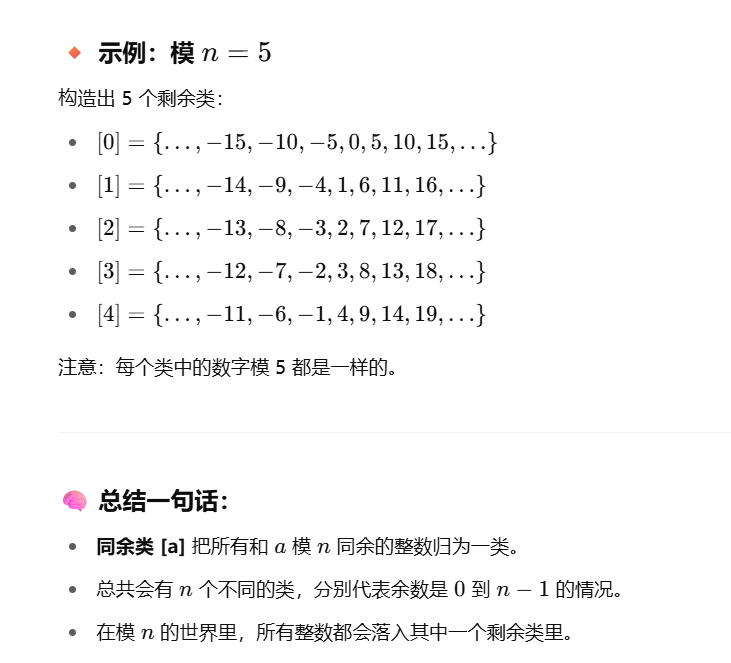 🔸 示例：模 n = 5
构造出 5 个剩余类：
• [0] = {…, −15, −10, −5, 0, 5, 10, 15, …}
• [1] = {…, −14, −9, −4, 1, 6, 11, 16, …}
• [2] = {…, −13, −8, −3, 2, 7, 12, 17, …}
• [3] = {…, −12, −7, −2, 3, 8, 13, 18, …}
• [4] = {…, −11, −6, −1, 4, 9, 14, 19, …}
注意：每个类中的数字模 5 都是一样的。
🧠 总结一句话：
• 同余类 [a] 把所有和 a 模 n 同余的整数归为一类。
• 总共会有 n 个不同的类，分别代表余数是 0 到 n − 1 的情况。
• 在模 n 的世界里，所有整数都会落入其中一个剩余类里。